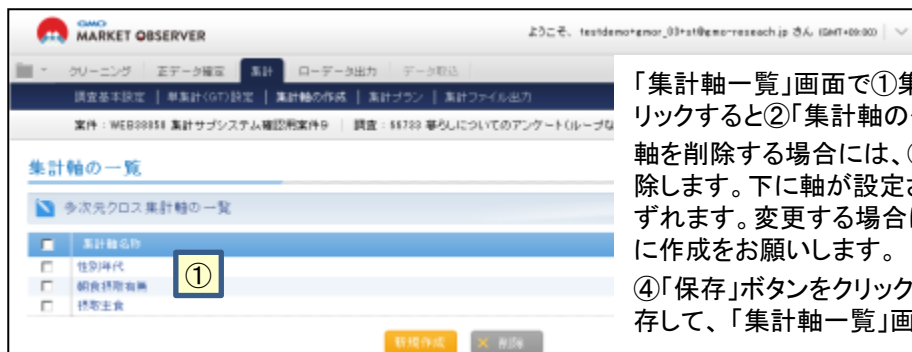 GMO
MARKET OBSERVER
ようこそ、testdemo+gmor_03+st@gmo-reseach.jp さん (GMT+09:00)
クリーニング 正データ確定 集計 ローデータ出力 データ取込
調査基本設定 | 単集計(GT)設定 | 集計軸の作成 | 集計プラン | 集計ファイル出力
集計サブシステム確認用案件9 | 暮らしについてのアンケート(ループな
集計軸の一覧
多次元クロス集計軸の一覧
集計軸名称
性別年代
朝食摂取有無
摂取主食
①
新規作成 × 削除
「集計軸一覧」画面で①集
リックすると②「集計軸の
軸を削除する場合には、
除します。下に軸が設定さ
ずれます。変更する場合に
に作成をお願いします。
④「保存」ボタンをクリック
存して、「集計軸一覧」画